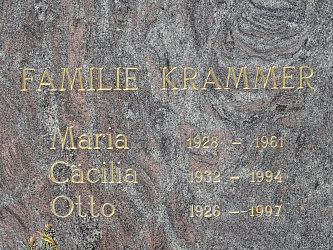 FAMILIE KRAMMER
Maria 1928 – 1961
Cäcilia 1932 – 1994
Otto 1926 – 1997